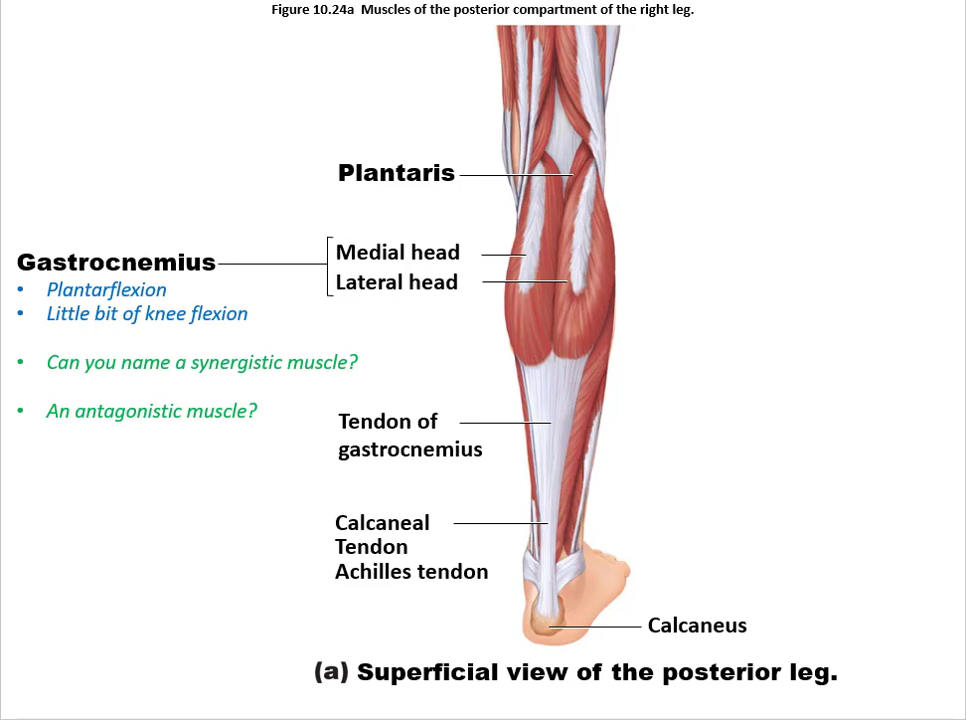 Figure 10.24a  Muscles of the posterior compartment of the right leg.
Plantaris
Gastrocnemius
Medial head
Lateral head
• Plantarflexion
• Little bit of knee flexion
• Can you name a synergistic muscle?
• An antagonistic muscle?
Tendon of
gastrocnemius
Calcaneal
Tendon
Achilles tendon
Calcaneus
(a) Superficial view of the posterior leg.